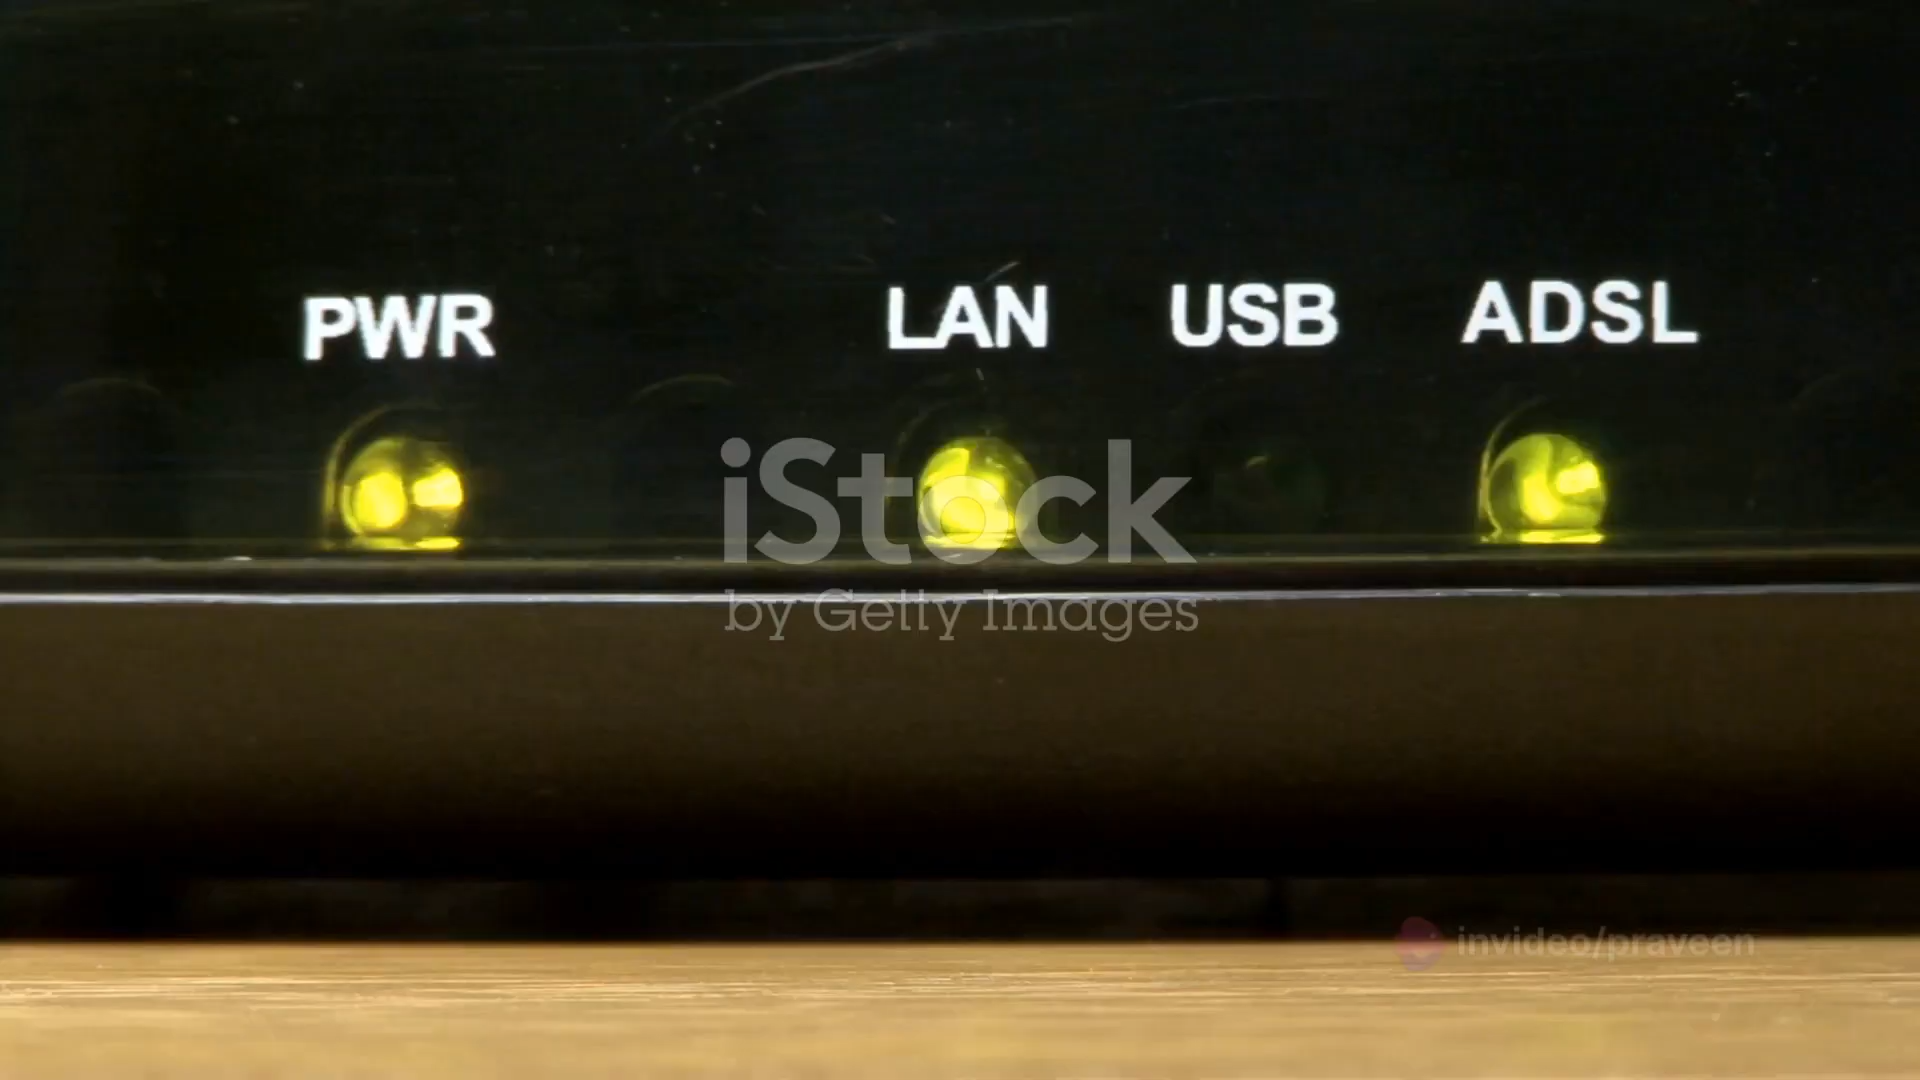 PWR LAN USB ADSL
iStock
by Getty Images
invideo/praveen